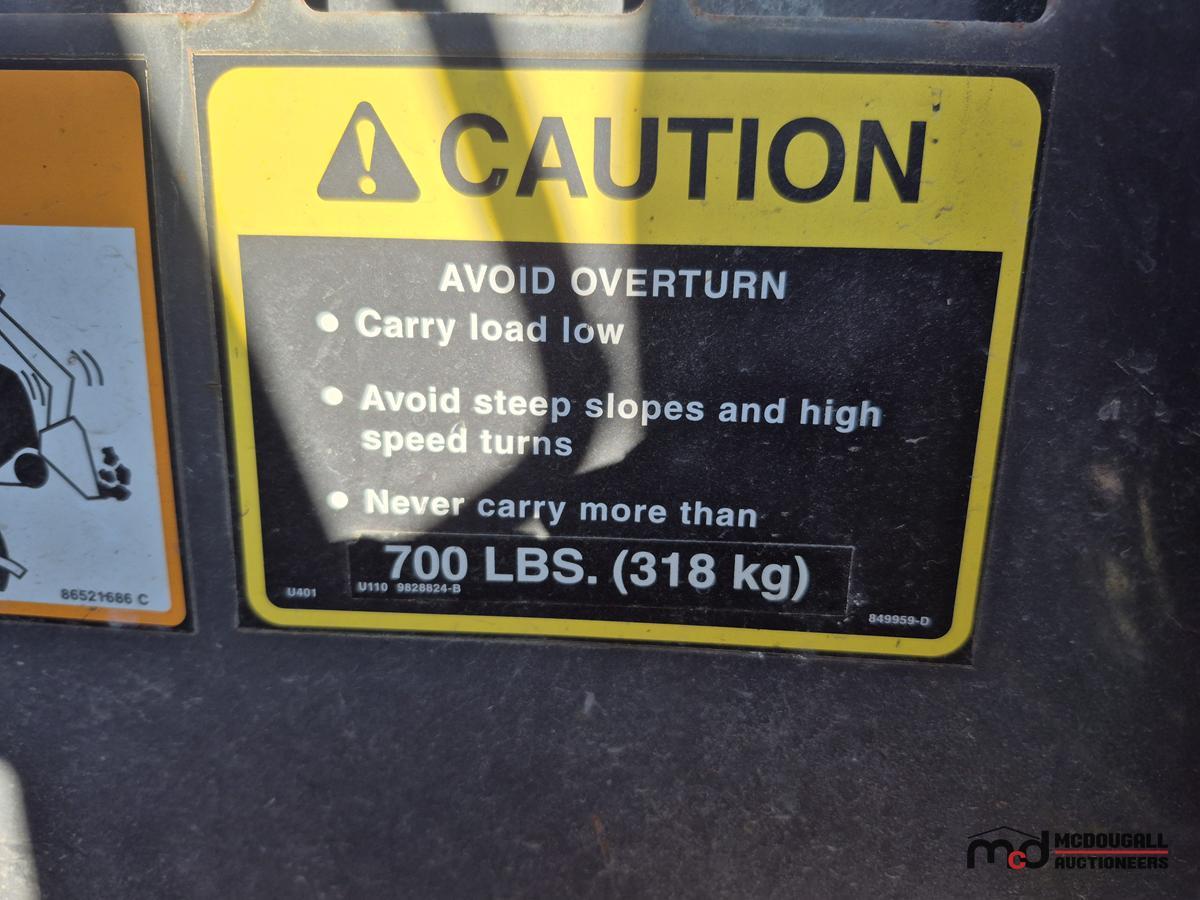 CAUTION
AVOID OVERTURN
• Carry load low
• Avoid steep slopes and high
speed turns
• Never carry more than
700 LBS. (318 kg)
U401
U110 9828824-B
849959-D
86521686 C
mcd MCDOUGALL
AUCTIONEERS